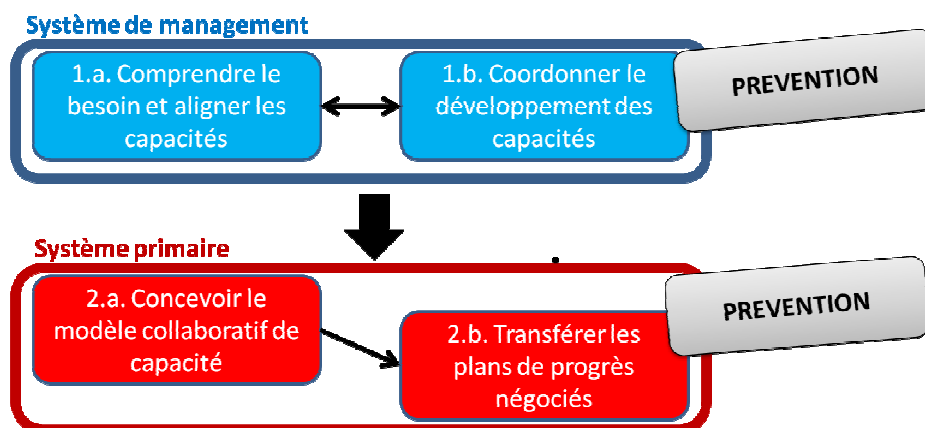 Système de management
1.a. Comprendre le
besoin et aligner les
capacités
1.b. Coordonner le
développement des
capacités
PREVENTION
Système primaire
2.a. Concevoir le
modèle collaboratif de
capacité
2.b. Transférer les
plans de progrès
négociés
PREVENTION